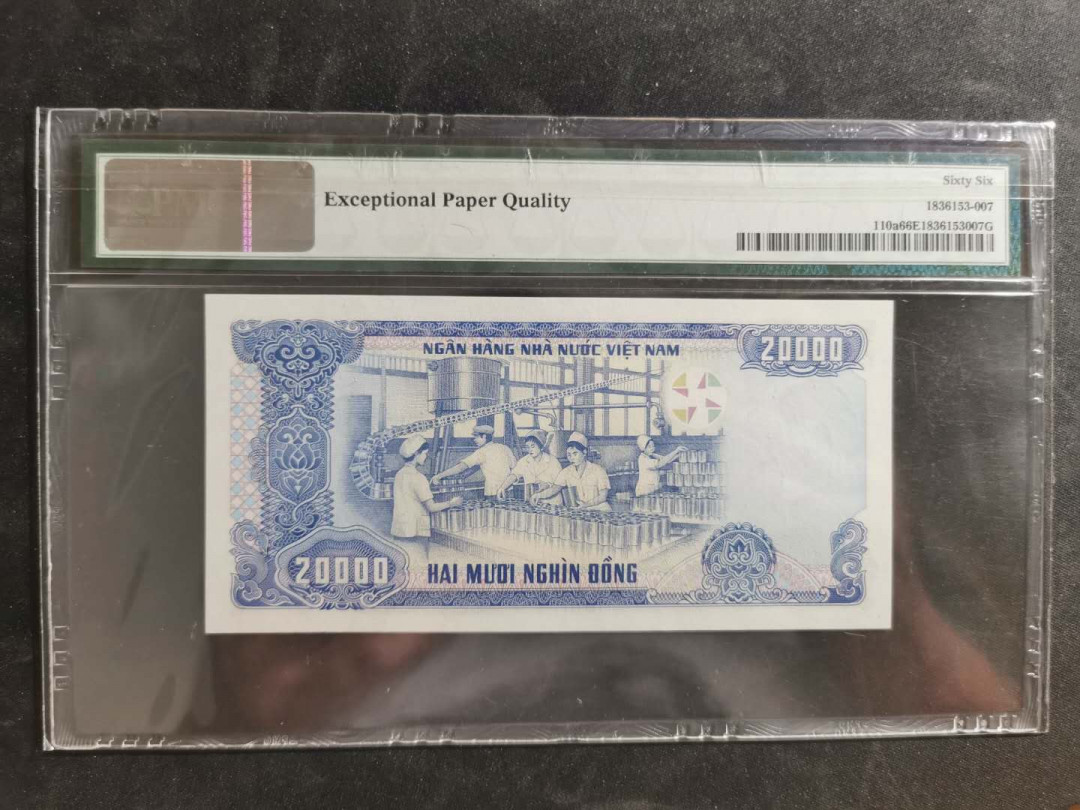 Exceptional Paper Quality
Sixty Six
1836153-007
110a66E1836153007G
NGÂN HÀNG NHÀ NƯỚC VIỆT NAM
20000
20000
HAI MƯƠI NGHÌN ĐỒNG